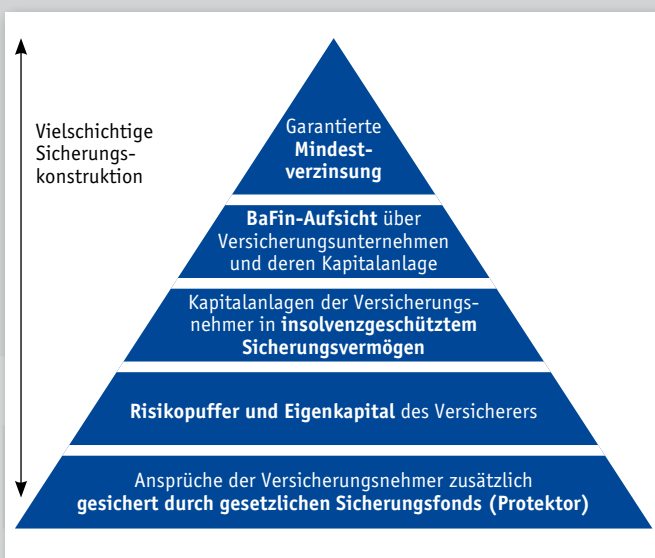 Vielschichtige
Sicherungs-
konstruktion
Garantierte
Mindest-
verzinsung
BaFin-Aufsicht über
Versicherungsunternehmen
und deren Kapitalanlage
Kapitalanlagen der Versicherungs-
nehmer in insolvenzgeschütztem
Sicherungsvermögen
Risikopuffer und Eigenkapital des Versicherers
Ansprüche der Versicherungsnehmer zusätzlich
gesichert durch gesetzlichen Sicherungsfonds (Protektor)